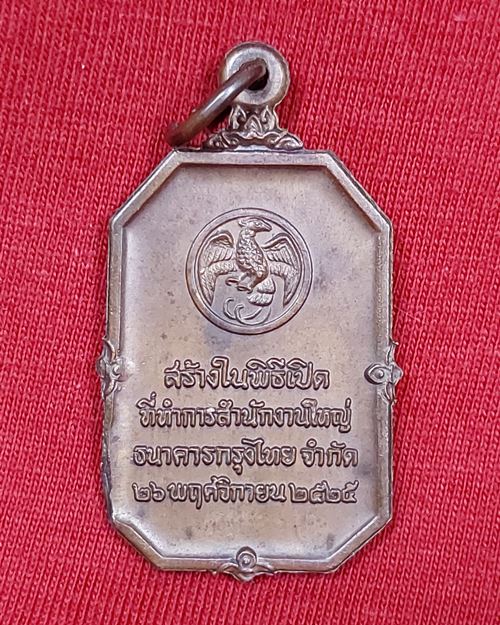 สร้างในพิธีเปิด
ที่ทำการสำนักงานใหญ่
ธนาคารกรุงไทย จำกัด
๒๖ พฤศจิกายน ๒๕๒๕